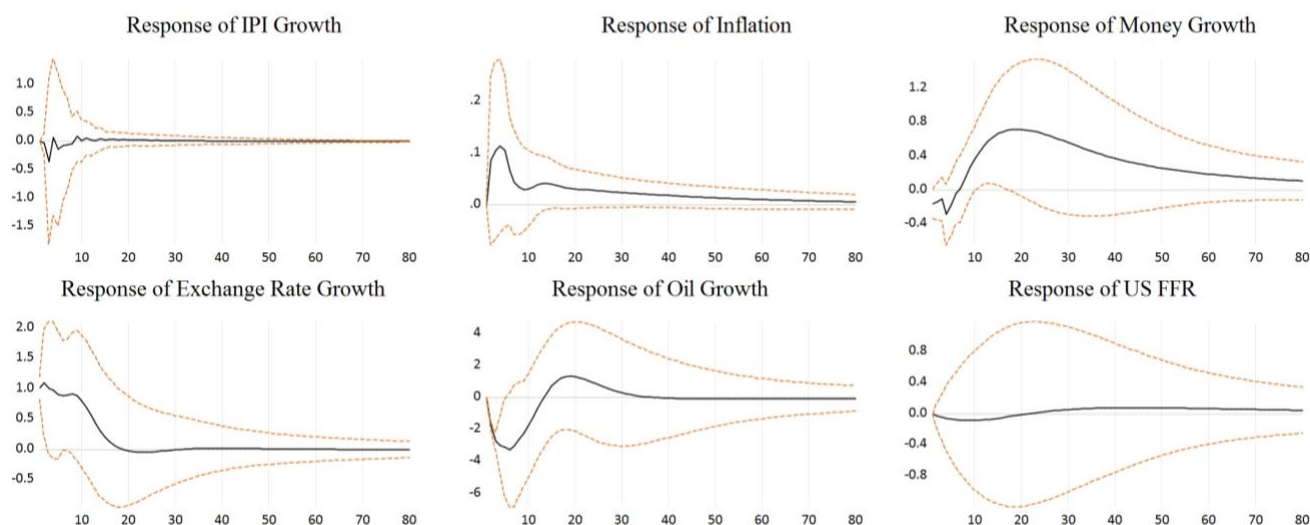 Response of IPI Growth
1.0
0.5
0.0
-0.5
-1.0
-1.5
10 20 30 40 50 60 70 80
Response of Inflation
.2
.1
.0
10 20 30 40 50 60 70 80
Response of Money Growth
1.2
0.8
0.4
0.0
-0.4
10 20 30 40 50 60 70 80
Response of Exchange Rate Growth
2.0
1.5
1.0
0.5
0.0
-0.5
10 20 30 40 50 60 70 80
Response of Oil Growth
4
2
0
-2
-4
-6
10 20 30 40 50 60 70 80
Response of US FFR
0.8
0.4
0.0
-0.4
-0.8
10 20 30 40 50 60 70 80